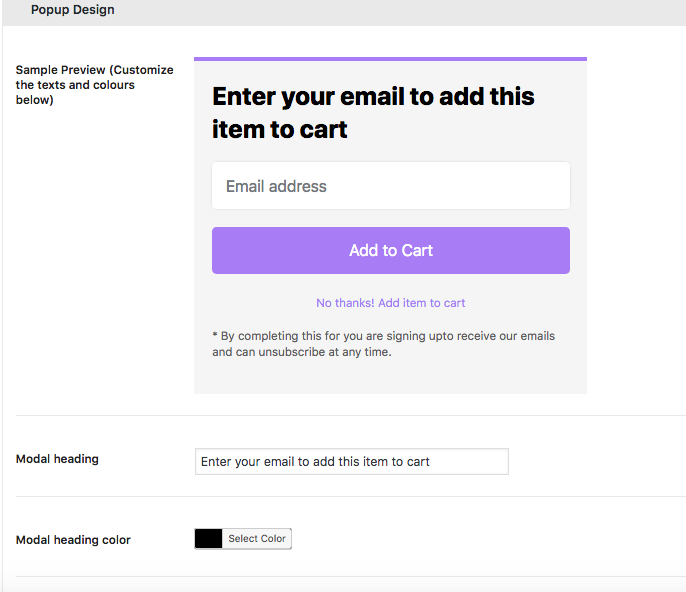 Popup Design
Sample Preview (Customize
the texts and colours
below)
Enter your email to add this
item to cart
Email address
Add to Cart
No thanks! Add item to cart
* By completing this for you are signing upto receive our emails
and can unsubscribe at any time.
Modal heading
Enter your email to add this item to cart
Modal heading color
Select Color